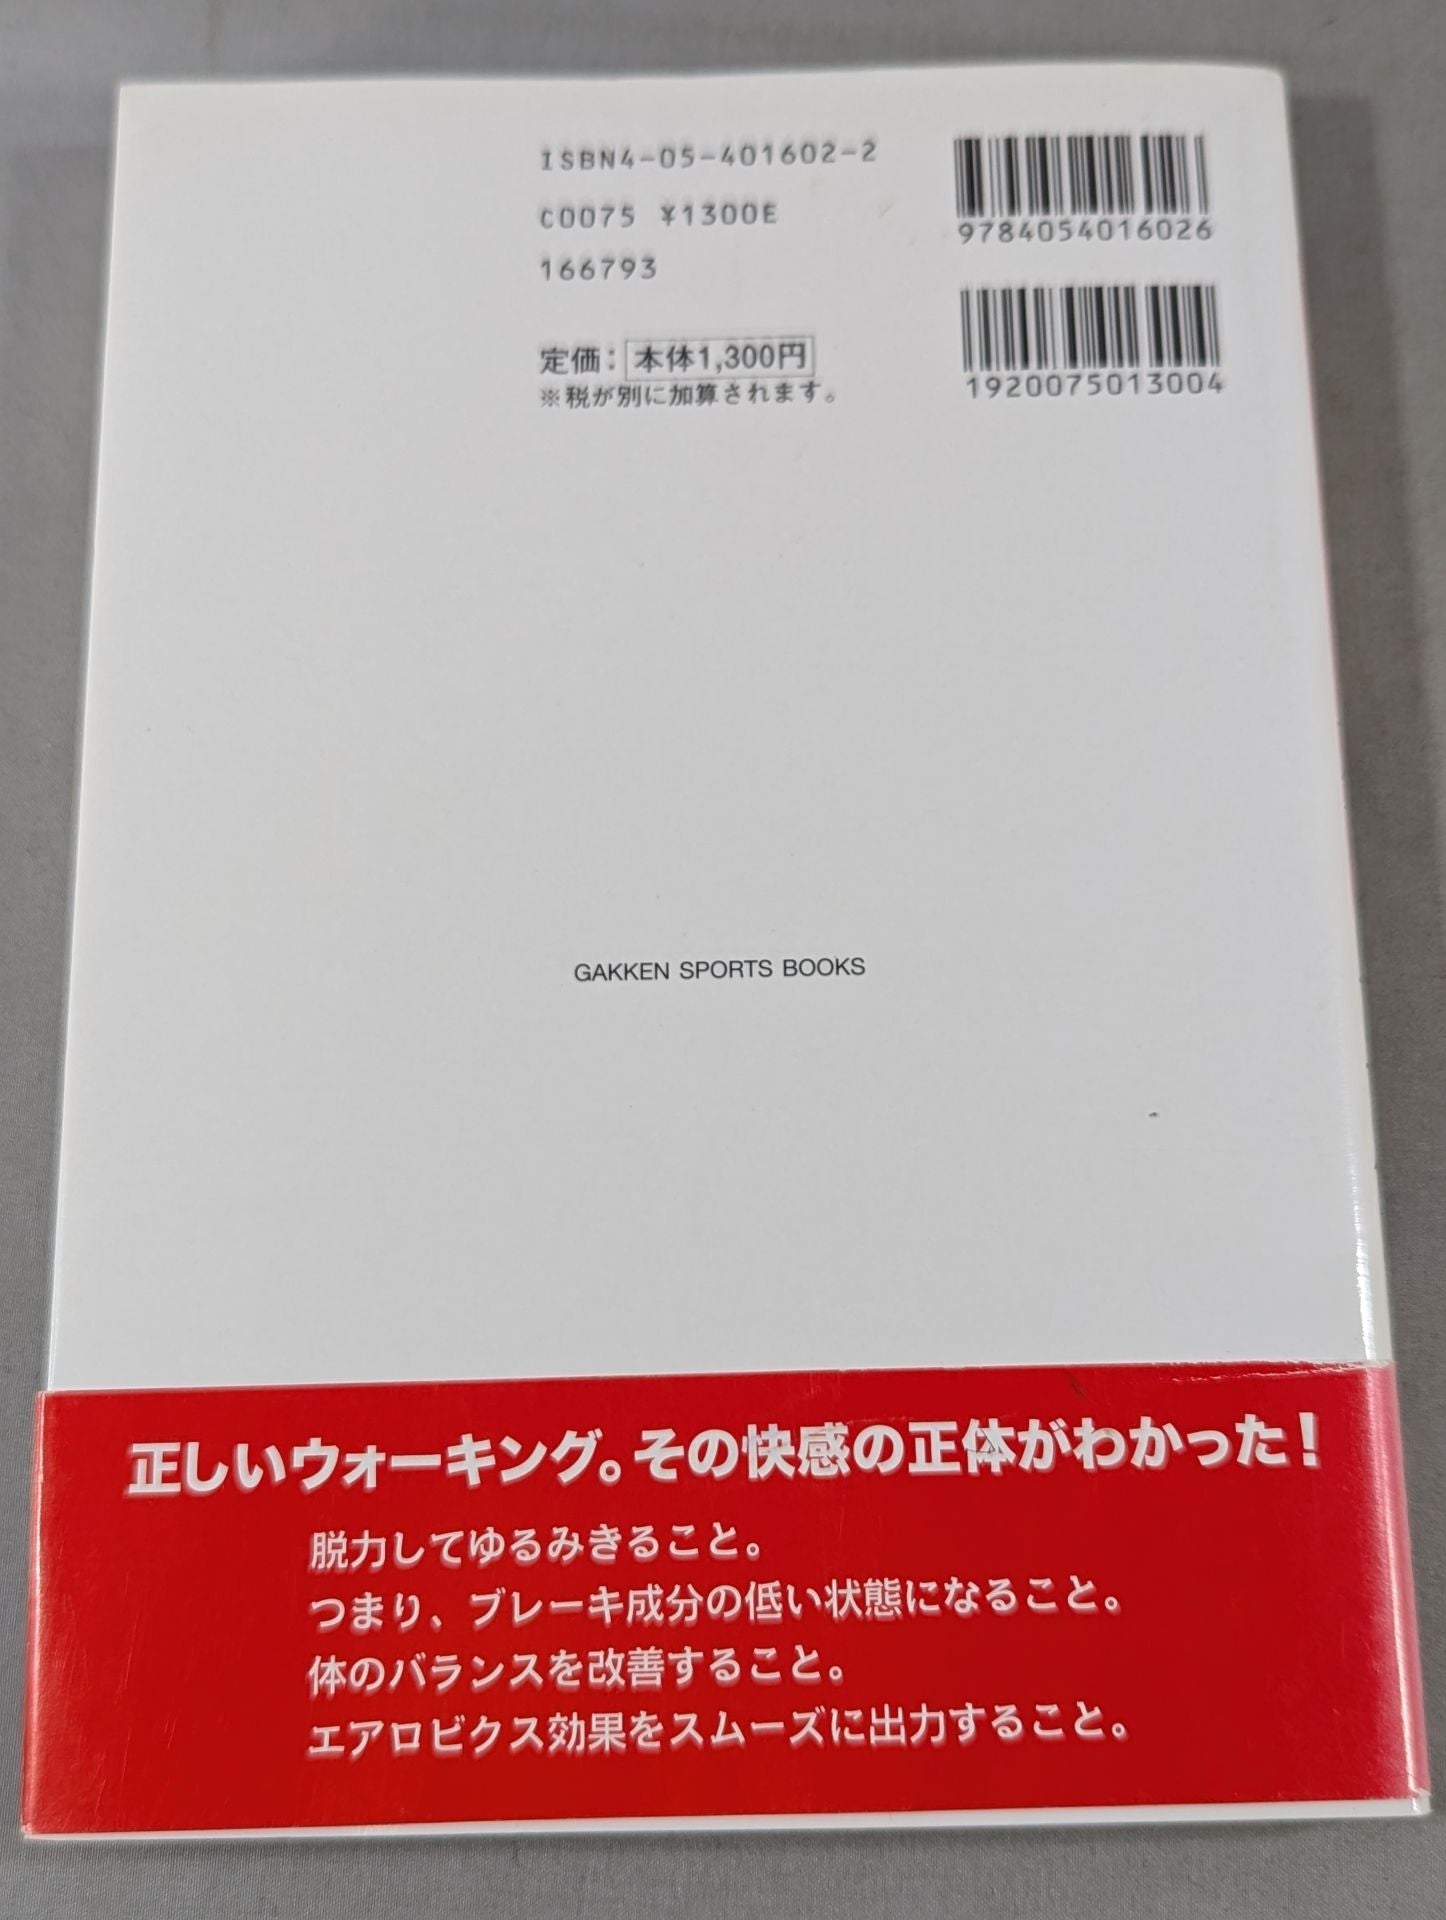 ISBN4-05-401602-2
C0075 ¥1300E
166793
定価：本体1,300円
※税が別に加算されます。
9784054016026
1920075013004
GAKKEN SPORTS BOOKS
正しいウォーキング。その快感の正体がわかった！
脱力してゆるみきること。
つまり、ブレーキ成分の低い状態になること。
体のバランスを改善すること。
エアロビクス効果をスムーズに出力すること。